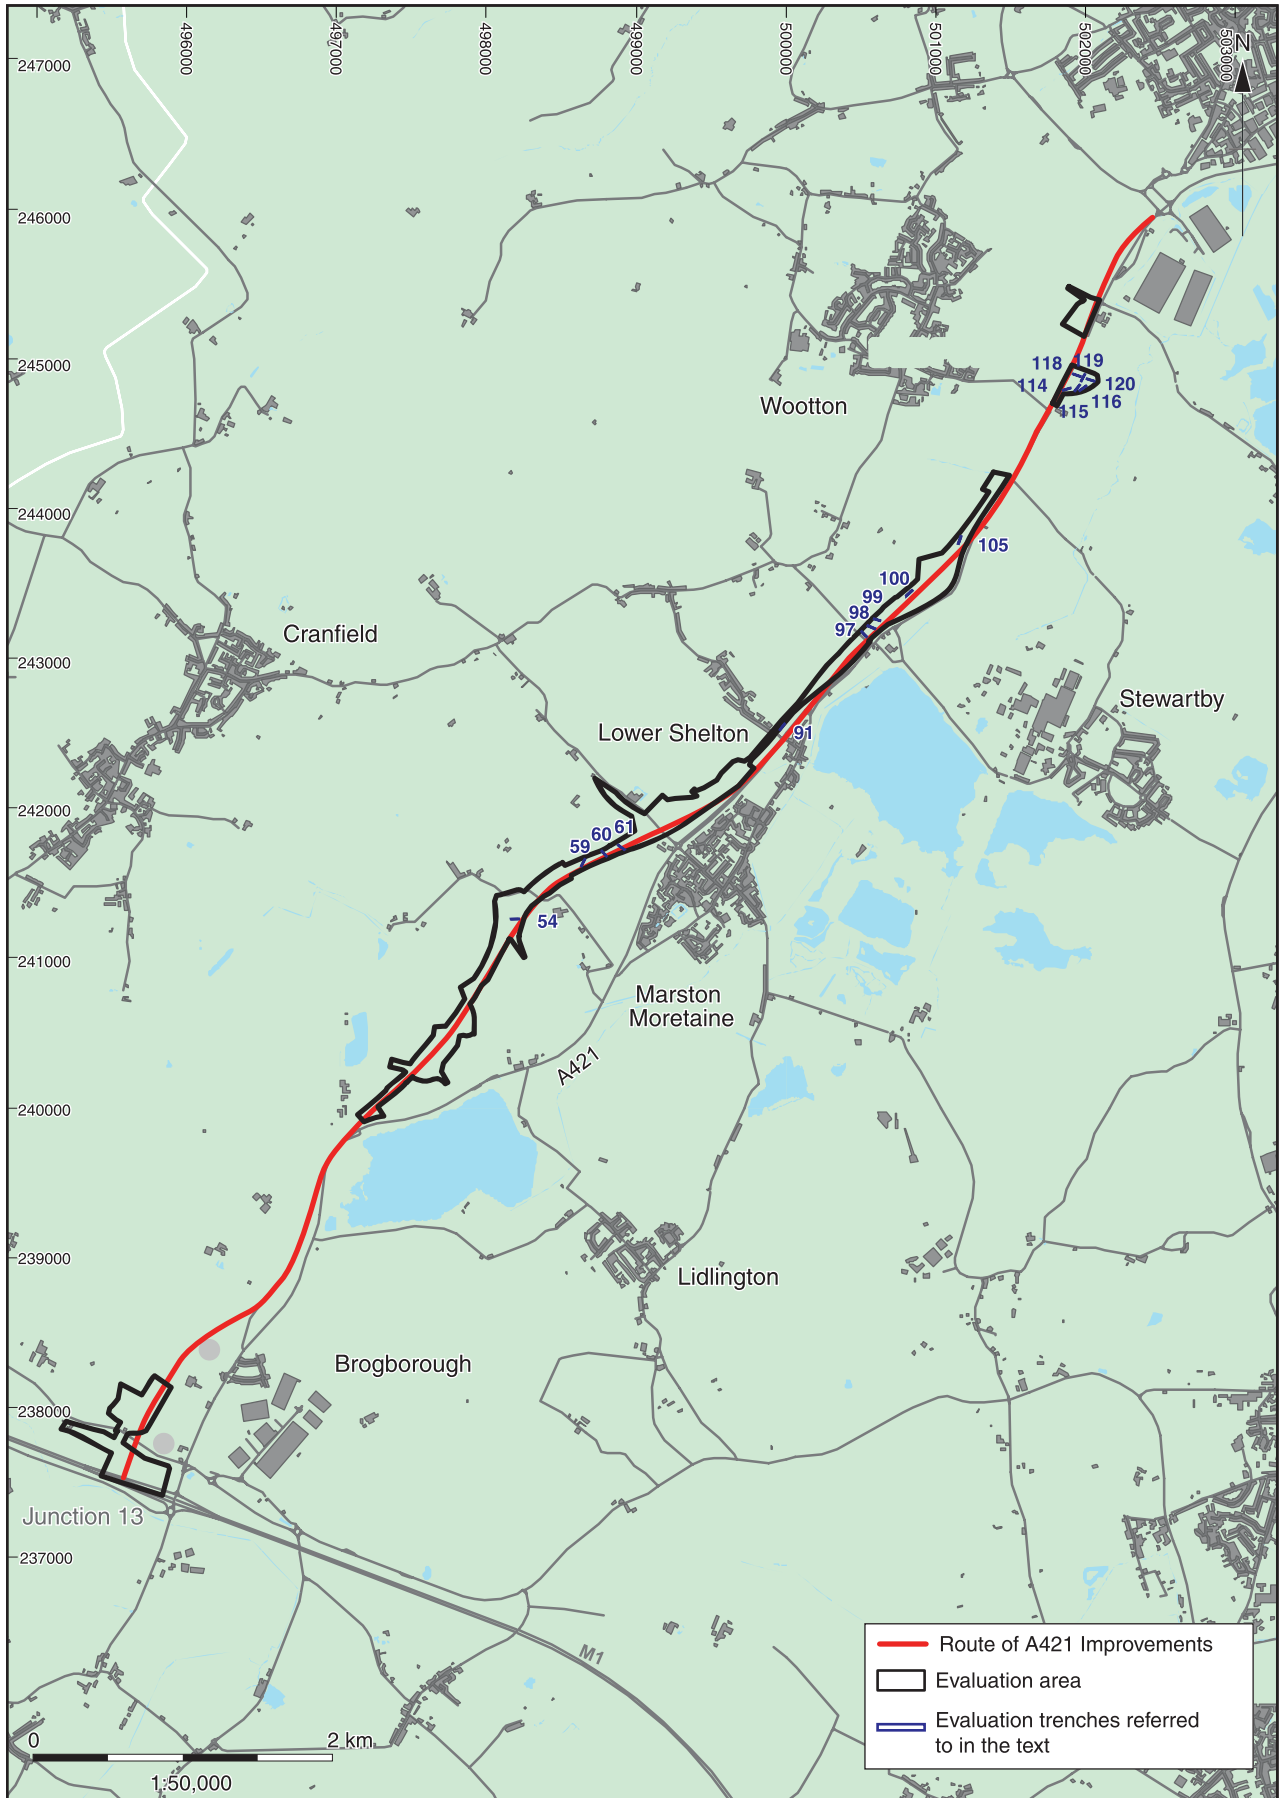 496000
497000
498000
499000
500000
501000
502000
503000
N
247000
246000
245000
244000
243000
242000
241000
240000
239000
238000
237000
118
119
114
120
116
115
Wootton
105
100
99
98
97
Cranfield
Stewartby
Lower Shelton
91
61
60
59
54
Marston
Moretaine
A421
Lidlington
Brogborough
Junction 13
M1
0
2 km
1:50,000
Route of A421 Improvements
Evaluation area
Evaluation trenches referred
to in the text